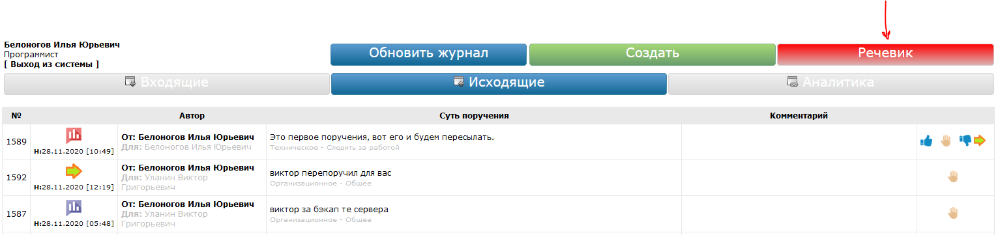 Белоногов Илья Юрьевич
Программист
[ Выход из системы ]
Обновить журнал
Создать
Речевик
Входящие
Исходящие
Аналитика
№ Автор Суть поручения Комментарий
1589
Н:28.11.2020 [10:49]
От: Белоногов Илья Юрьевич
Для: Белоногов Илья Юрьевич
Это первое поручения, вот его и будем пересылать.
Техническое - Следить за работой
1592
Н:28.11.2020 [12:19]
От: Белоногов Илья Юрьевич
Для: Уланин Виктор
Григорьевич
виктор перепоручил для вас
Организационное - Общее
1587
Н:28.11.2020 [05:48]
От: Белоногов Илья Юрьевич
Для: Уланин Виктор
Григорьевич
виктор за бэкап те сервера
Организационное - Общее